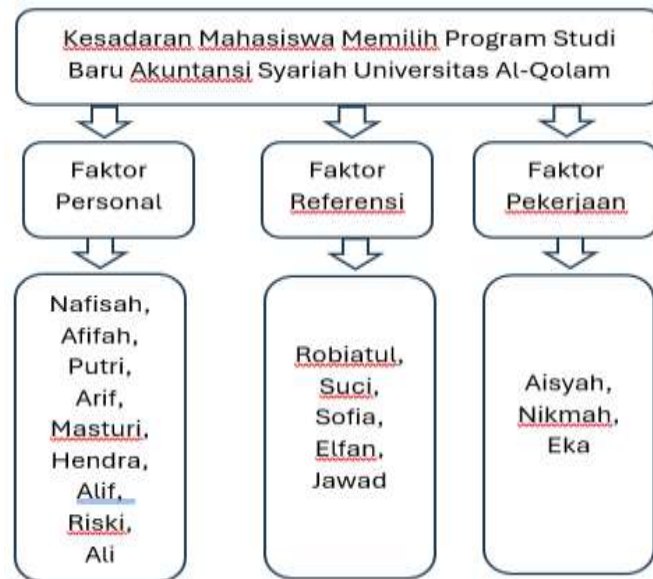 Kesadaran Mahasiswa Memilih Program Studi
Baru Akuntansi Syariah Universitas Al-Qolam
Faktor
Personal
Faktor
Referensi
Faktor
Pekerjaan
Nafisah,
Afifah,
Putri,
Arif,
Masturi,
Hendra,
Alif,
Riski,
Ali
Robiatul,
Suci,
Sofia,
Elfan,
Jawad
Aisyah,
Nikmah,
Eka